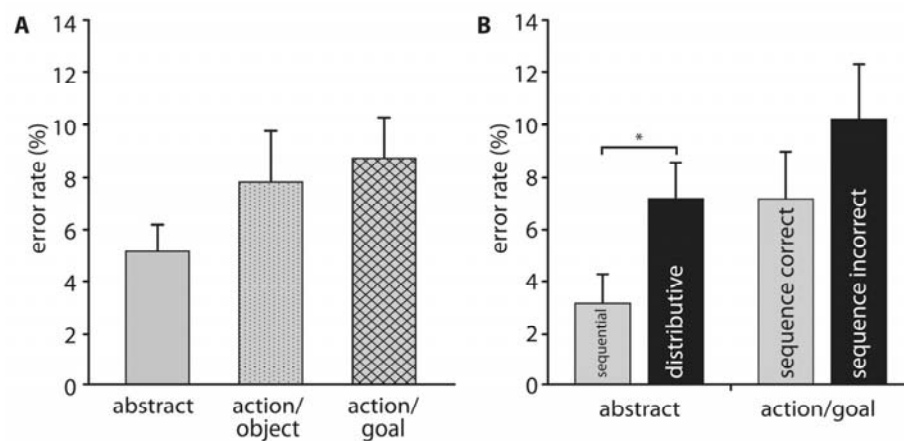 A
error rate (%)
14
12
10
8
6
4
2
0
abstract
action/
object
action/
goal
B
error rate (%)
14
12
10
8
6
4
2
0
*
sequential
distributive
sequence correct
sequence incorrect
abstract
action/goal